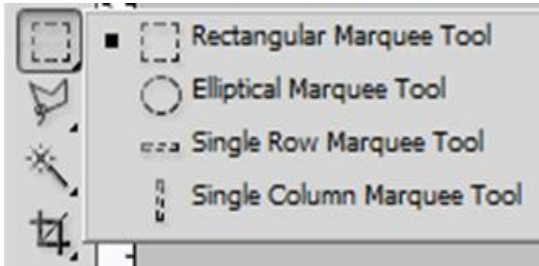 Rectangular Marquee Tool
Elliptical Marquee Tool
Single Row Marquee Tool
Single Column Marquee Tool